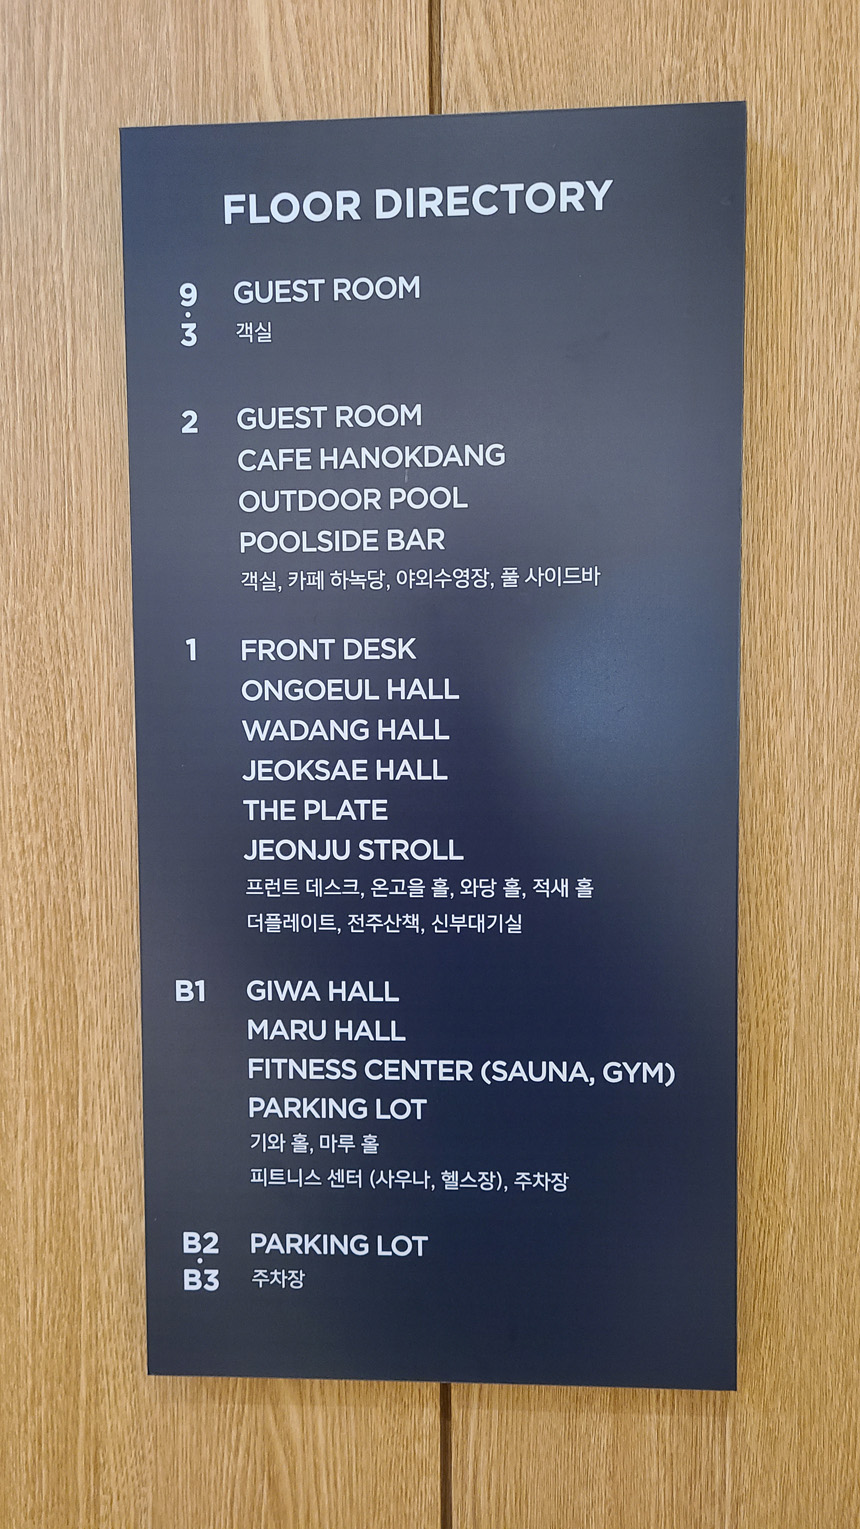 FLOOR DIRECTORY
9 GUEST ROOM
·
3 객실
2 GUEST ROOM
CAFE HANOKDANG
OUTDOOR POOL
POOLSIDE BAR
객실, 카페 하녹당, 야외수영장, 풀 사이드바
1 FRONT DESK
ONGOEUL HALL
WADANG HALL
JEOKSAE HALL
THE PLATE
JEONJU STROLL
프런트 데스크, 온고을 홀, 와당 홀, 적새 홀
더플레이트, 전주산책, 신부대기실
B1 GIWA HALL
MARU HALL
FITNESS CENTER (SAUNA, GYM)
PARKING LOT
기와 홀, 마루 홀
피트니스 센터 (사우나, 헬스장), 주차장
B2 PARKING LOT
·
B3 주차장